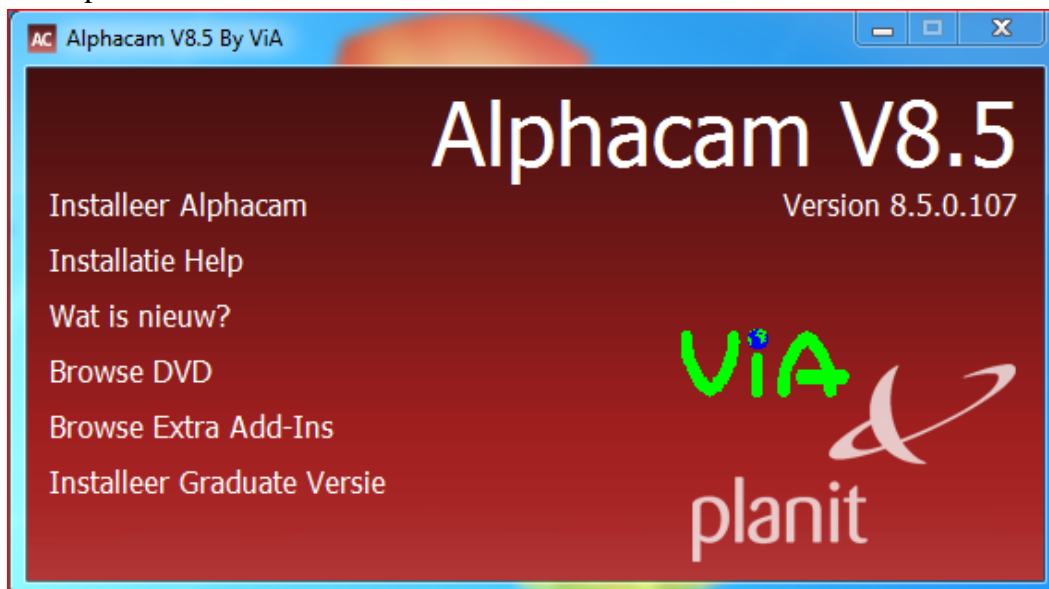 AC Alphacam V8.5 By ViA
Alphacam V8.5
Installeer Alphacam
Version 8.5.0.107
Installatie Help
Wat is nieuw?
Browse DVD
ViA
Browse Extra Add-Ins
Installeer Graduate Versie
planit